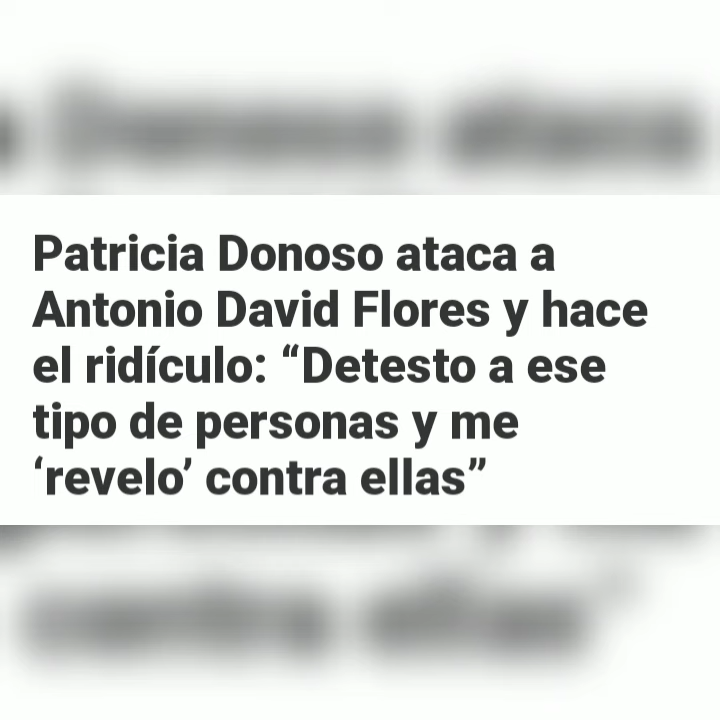 Patricia Donoso ataca a
Antonio David Flores y hace
el ridículo: “Detesto a ese
tipo de personas y me
‘revelo’ contra ellas”